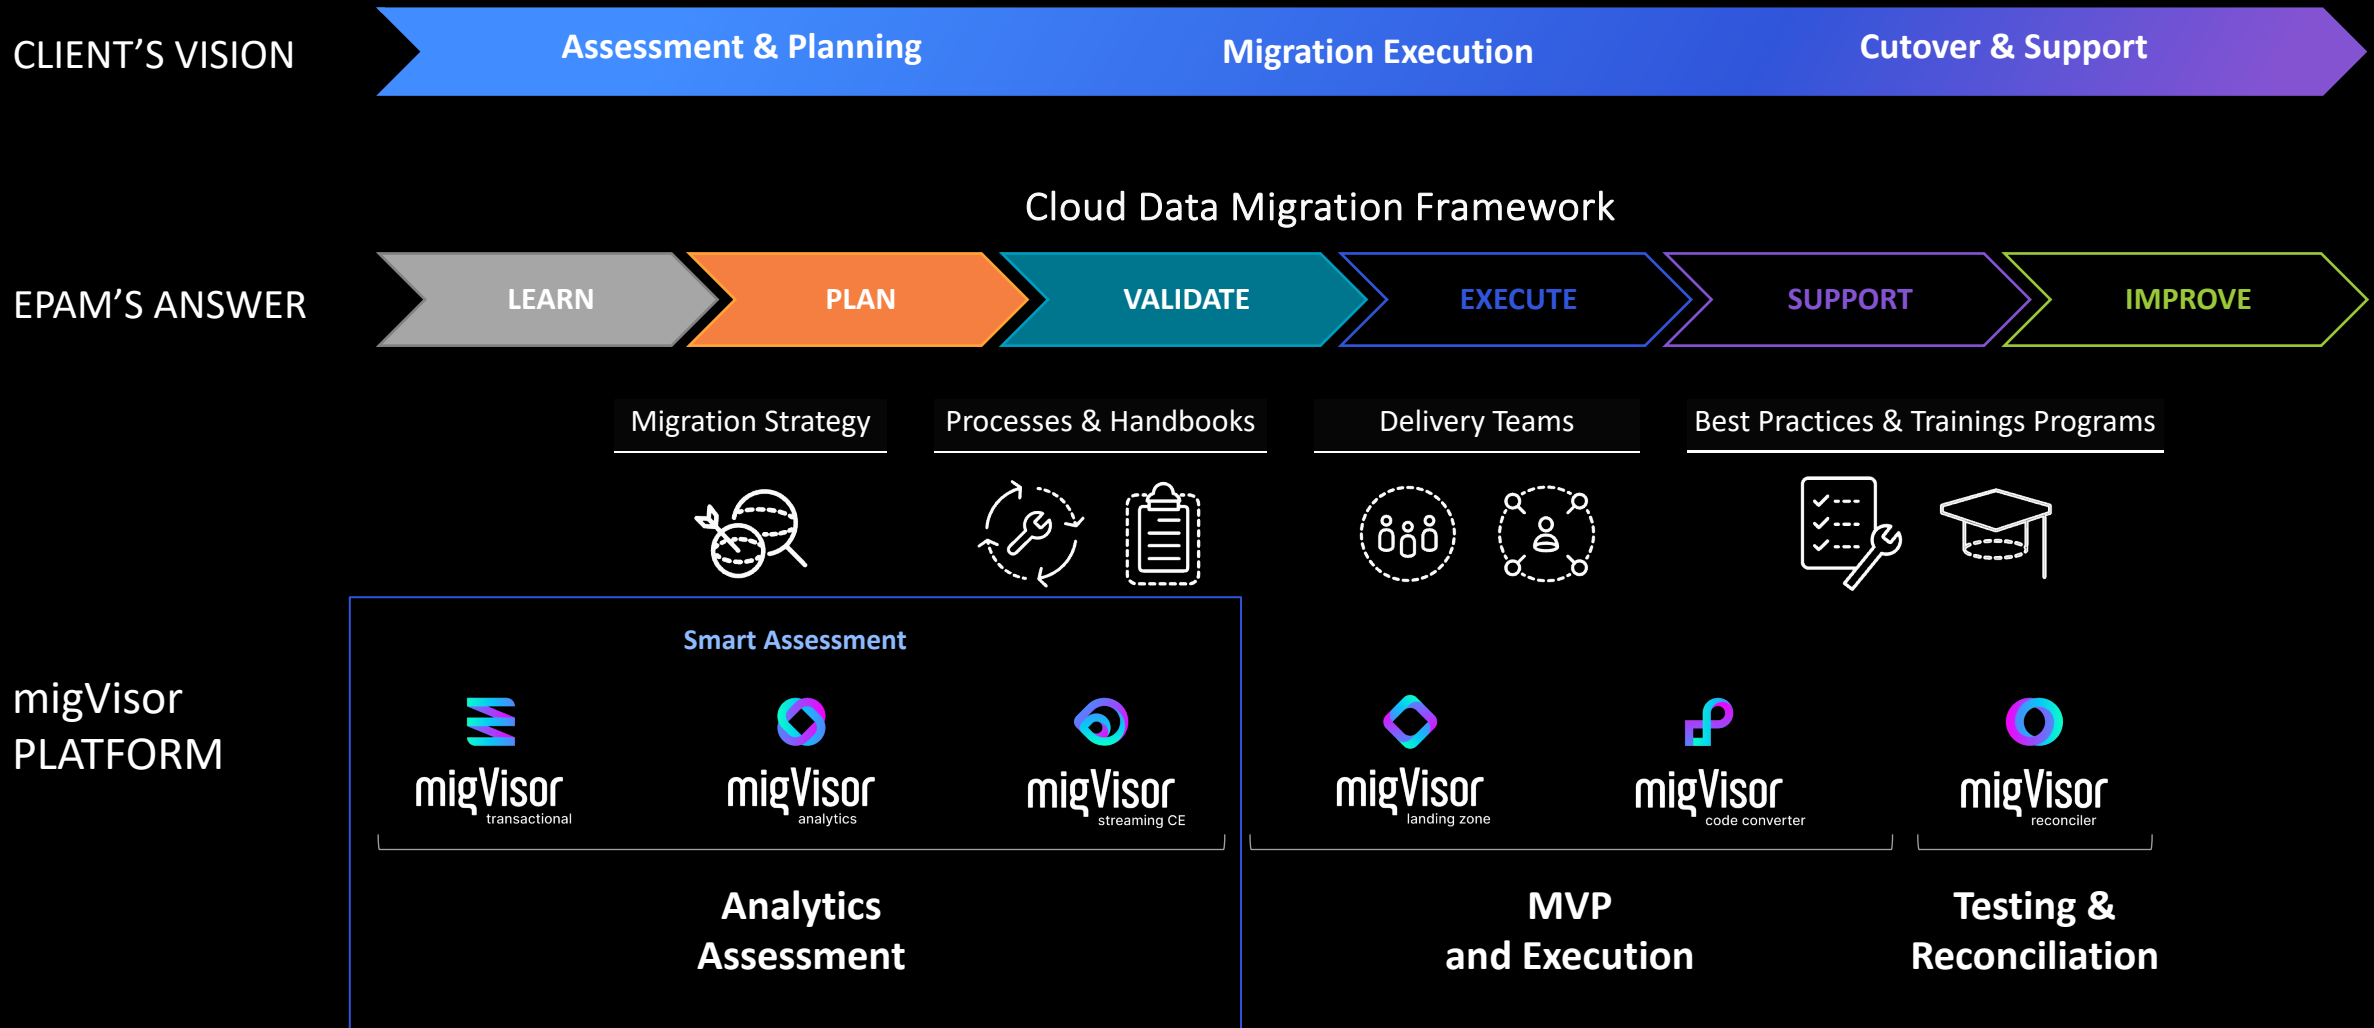 CLIENT’S VISION
Assessment & Planning
Migration Execution
Cutover & Support
Cloud Data Migration Framework
EPAM’S ANSWER
LEARN
PLAN
VALIDATE
EXECUTE
SUPPORT
IMPROVE
Migration Strategy
Processes & Handbooks
Delivery Teams
Best Practices & Trainings Programs
Smart Assessment
migVisor
PLATFORM
migVisor
transactional
migVisor
analytics
migVisor
streaming CE
migVisor
landing zone
migVisor
code converter
migVisor
reconciler
Analytics
Assessment
MVP
and Execution
Testing &
Reconciliation